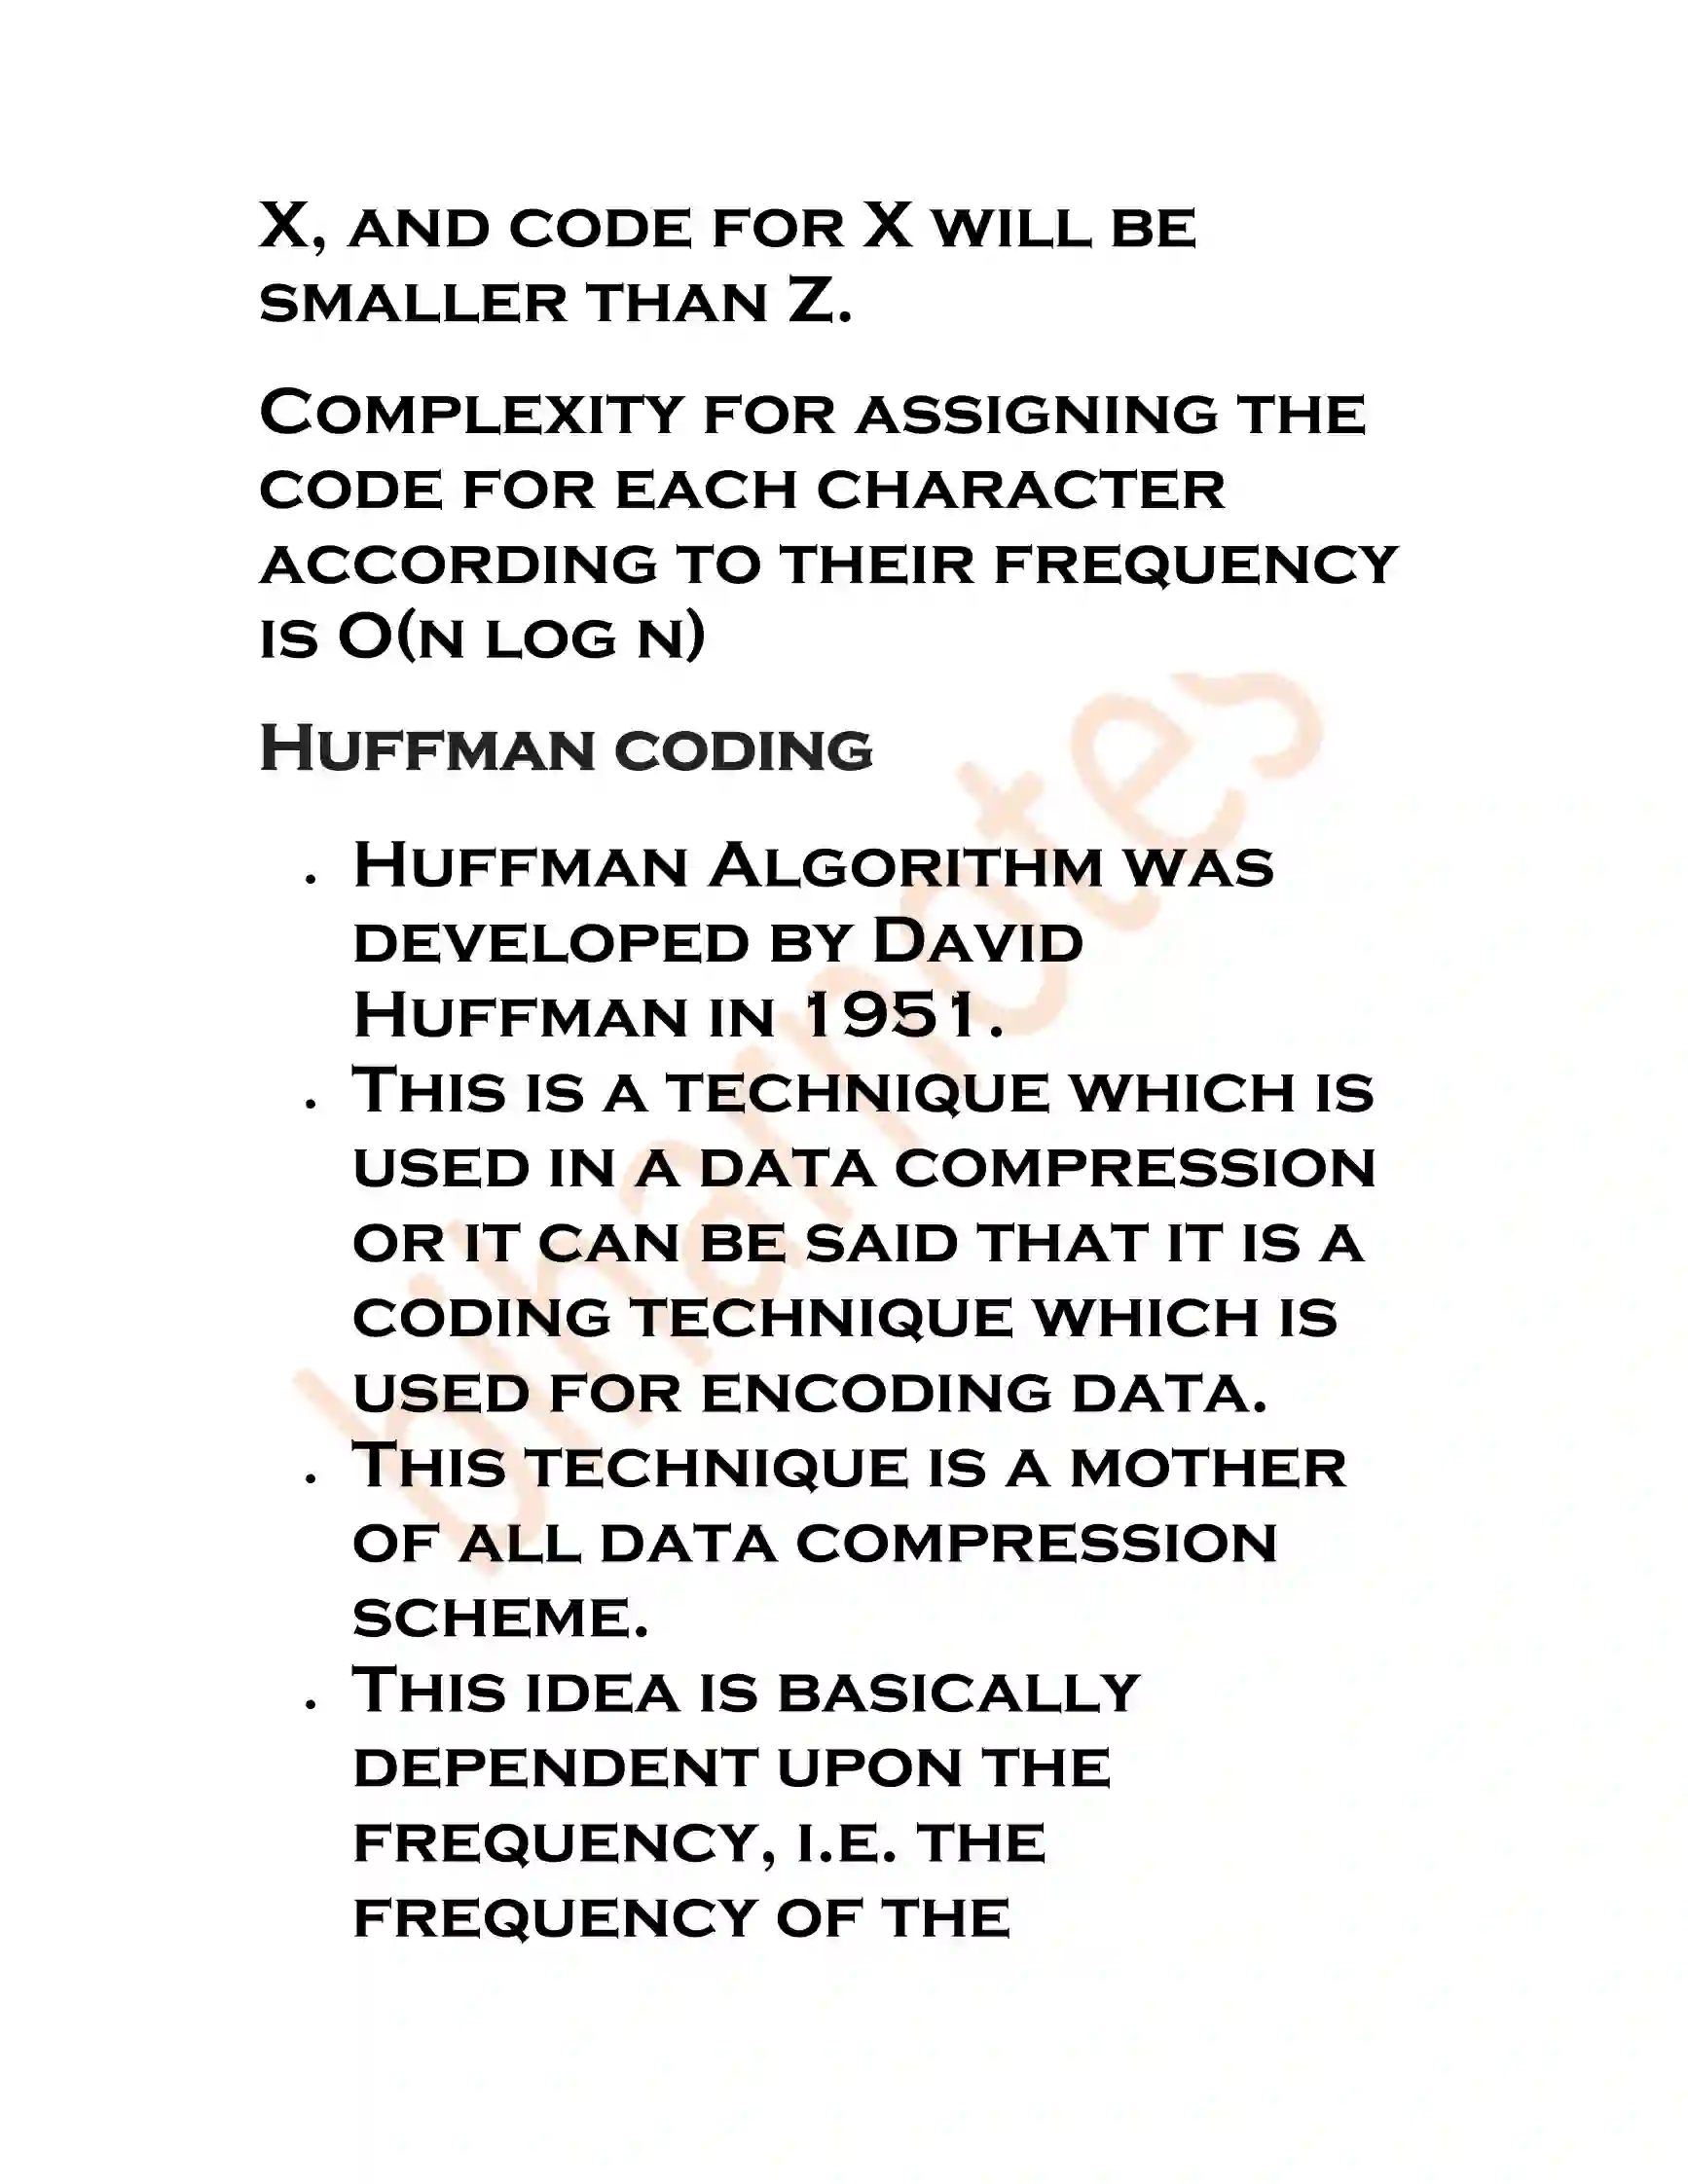 X, and code for X will be
smaller than Z.
Complexity for assigning the
code for each character
according to their frequency
is O(n log n)
Huffman coding
. Huffman Algorithm was
developed by David
Huffman in 1951.
. This is a technique which is
used in a data compression
or it can be said that it is a
coding technique which is
used for encoding data.
. This technique is a mother
of all data compression
scheme.
. This idea is basically
dependent upon the
frequency, i.e. the
frequency of the
biharnotes